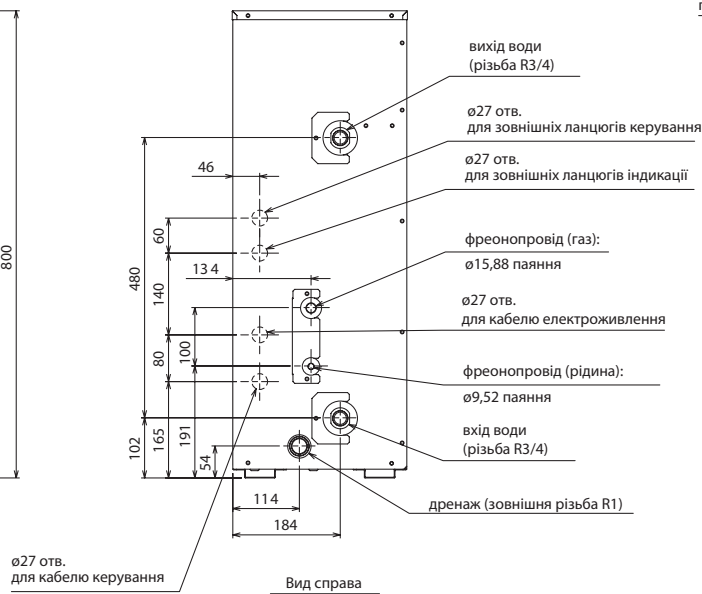 вихід води
(різьба R3/4)
ø27 отв.
для зовнішніх ланцюгів керування
ø27 отв.
для зовнішніх ланцюгів індикації
46
60
800
480
фреонопровід (газ):
ø15,88 паяння
13 4
140
ø27 отв.
для кабелю електроживлення
100
80
фреонопровід (рідина):
ø9,52 паяння
вхід води
(різьба R3/4)
102
165
191
54
114
дренаж (зовнішня різьба R1)
184
ø27 отв.
для кабелю керування
Вид справа